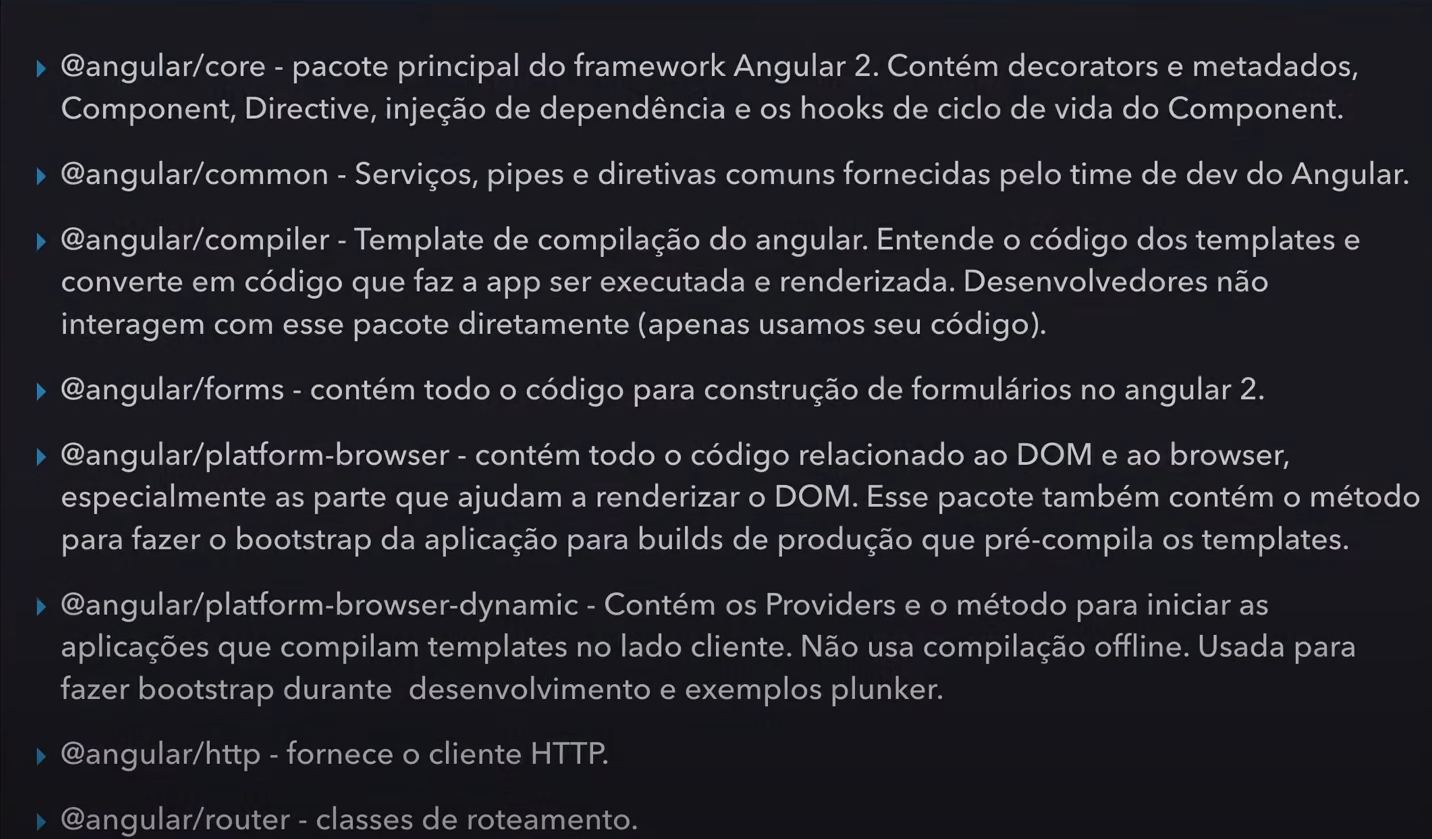 @angular/core - pacote principal do framework Angular 2. Contém decorators e metadados,
Component, Directive, injeção de dependência e os hooks de ciclo de vida do Component.
@angular/common - Serviços, pipes e diretivas comuns fornecidas pelo time de dev do Angular.
@angular/compiler - Template de compilação do angular. Entende o código dos templates e
converte em código que faz a app ser executada e renderizada. Desenvolvedores não
interagem com esse pacote diretamente (apenas usamos seu código).
@angular/forms - contém todo o código para construção de formulários no angular 2.
@angular/platform-browser - contém todo o código relacionado ao DOM e ao browser,
especialmente as parte que ajudam a renderizar o DOM. Esse pacote também contém o método
para fazer o bootstrap da aplicação para builds de produção que pré-compila os templates.
@angular/platform-browser-dynamic - Contém os Providers e o método para iniciar as
aplicações que compilam templates no lado cliente. Não usa compilação offline. Usada para
fazer bootstrap durante  desenvolvimento e exemplos plunker.
@angular/http - fornece o cliente HTTP.
@angular/router - classes de roteamento.